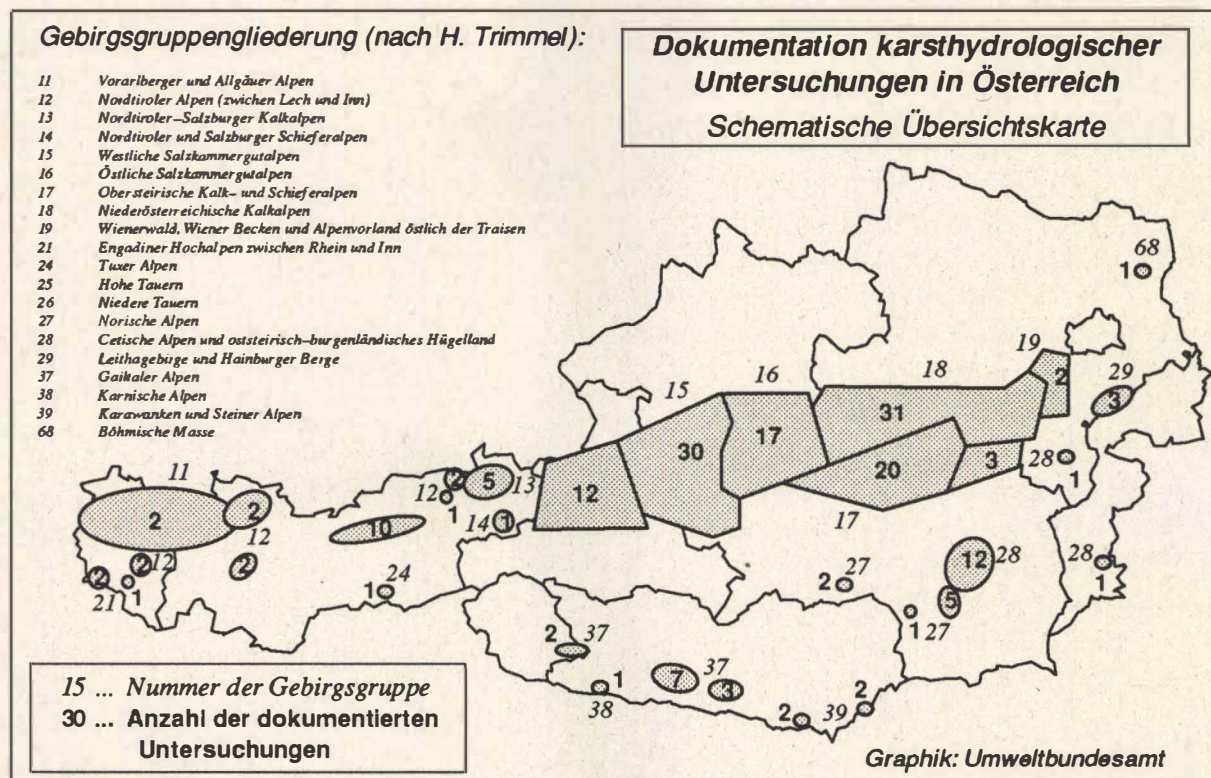 Gebirgsgruppengliederung (nach H. Trimmel):
11 Vorarlberger und Allgäuer Alpen
12 Nordtiroler Alpen (zwichen Lech und Inn)
13 Nordtiroler-Salzburger Kalkalpen
14 Nordtiroler und Salzburger Schieferalpen
15 Westliche Salzkammergutalpen
16 Östliche Salzkammergutalpen
17 Obersteirische Kalk- und Schieferalpen
18 Niederösterreichische Kalkalpen
19 Wienerwald, Wiener Becken und Alpenvorland östlich der Traisen
21 Engadiner Hochalpen zwischen Rhein und Inn
24 Tuxer Alpen
25 Hohe Tauern
26 Niedere Tauern
27 Norische Alpen
28 Cetische Alpen und oststeirisch-burgenländisches Hügelland
29 Leithagebirge und Hainburger Berge
37 Gailtaler Alpen
38 Karnische Alpen
39 Karawanken und Steiner Alpen
68 Böhmische Masse
Dokumentation karsthydrologischer
Untersuchungen in Österreich
Schematische Übersichtskarte
68
1
19
2
29
3
18
31
16
17
15
30
20
3
28
1
17
11
2
2
12
2
12
2
21
1
2
10
12
1
2
5
13
14
1
12
24
1
27
2
12
28
5
27
1
28
1
37
2
1
38
7
37
3
2
39
2
15 ... Nummer der Gebirgsgruppe
30 ... Anzahl der dokumentierten
Untersuchungen
Graphik: Umweltbundesamt